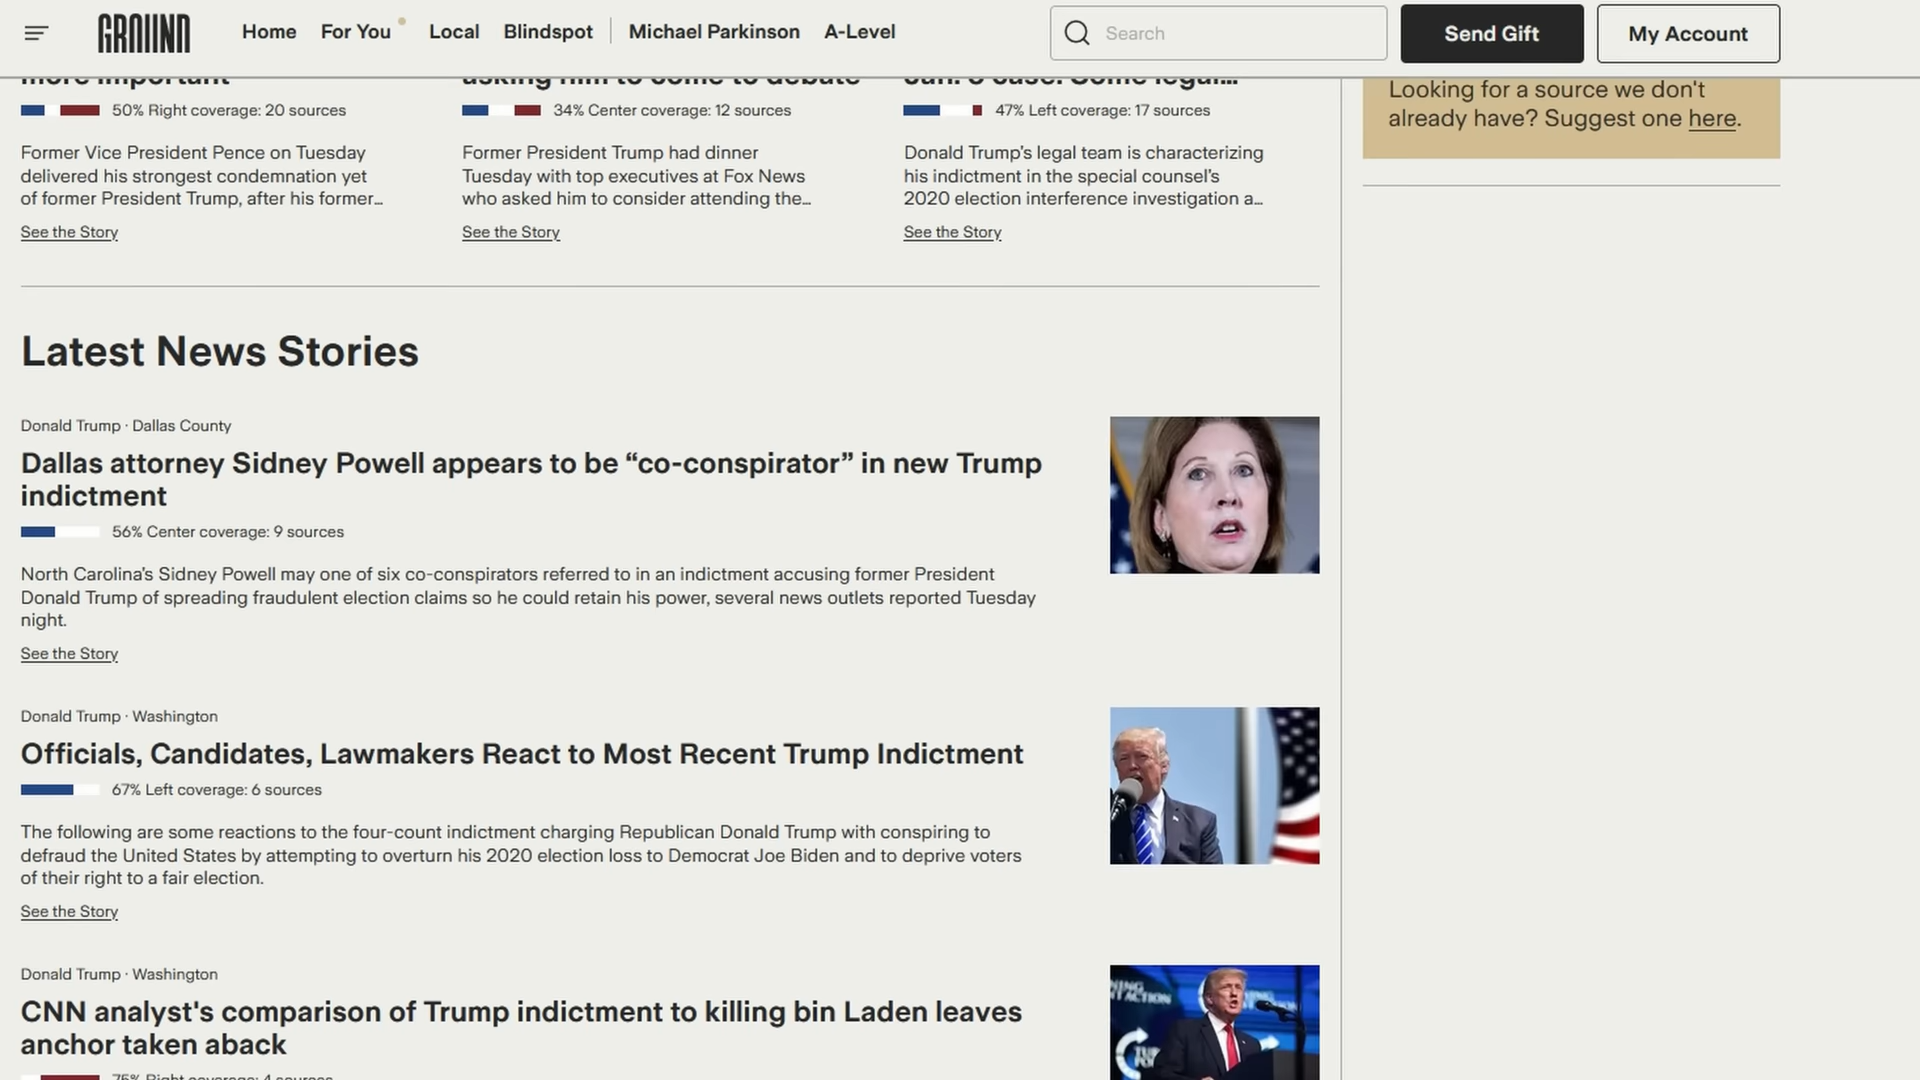 GROUND
Home
For You
Local
Blindspot
Michael Parkinson
A-Level
Search
Send Gift
My Account
more important
asking him to come to debate
50% Right coverage: 20 sources
34% Center coverage: 12 sources
47% Left coverage: 17 sources
Former Vice President Pence on Tuesday
delivered his strongest condemnation yet
of former President Trump, after his former…
See the Story
Former President Trump had dinner
Tuesday with top executives at Fox News
who asked him to consider attending the…
See the Story
Donald Trump's legal team is characterizing
his indictment in the special counsel's
2020 election interference investigation a…
See the Story
Looking for a source we don't
already have? Suggest one here.
Latest News Stories
Donald Trump · Dallas County
Dallas attorney Sidney Powell appears to be “co-conspirator” in new Trump
indictment
56% Center coverage: 9 sources
North Carolina's Sidney Powell may one of six co-conspirators referred to in an indictment accusing former President
Donald Trump of spreading fraudulent election claims so he could retain his power, several news outlets reported Tuesday
night.
See the Story
Donald Trump · Washington
Officials, Candidates, Lawmakers React to Most Recent Trump Indictment
67% Left coverage: 6 sources
The following are some reactions to the four-count indictment charging Republican Donald Trump with conspiring to
defraud the United States by attempting to overturn his 2020 election loss to Democrat Joe Biden and to deprive voters
of their right to a fair election.
See the Story
Donald Trump · Washington
CNN analyst's comparison of Trump indictment to killing bin Laden leaves
anchor taken aback
75% Right coverage: 4 sources